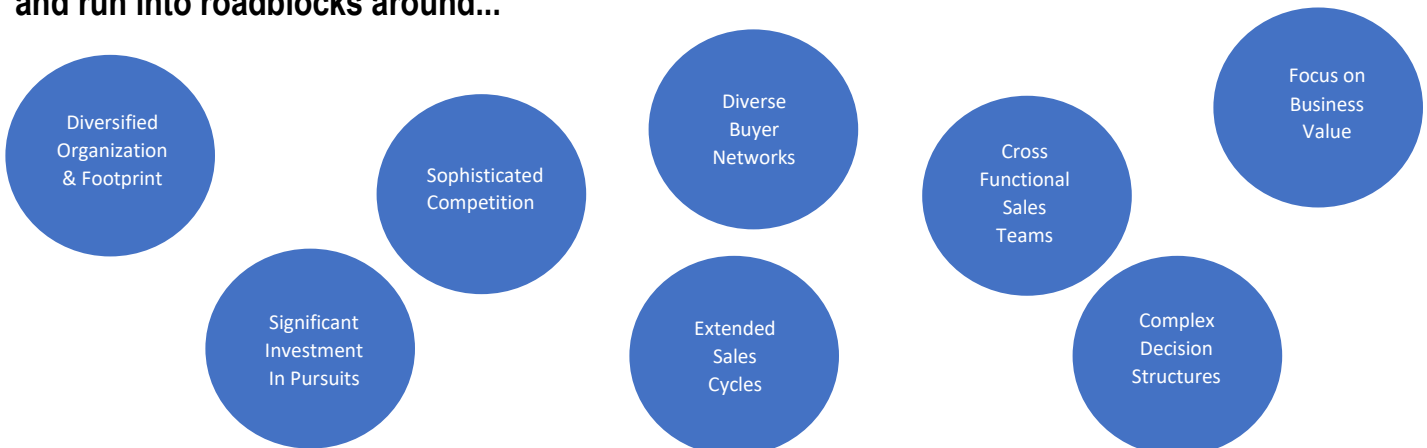 and run into roadblocks around...
Diversified
Organization
& Footprint
Significant
Investment
In Pursuits
Sophisticated
Competition
Diverse
Buyer
Networks
Extended
Sales
Cycles
Cross
Functional
Sales
Teams
Complex
Decision
Structures
Focus on
Business
Value